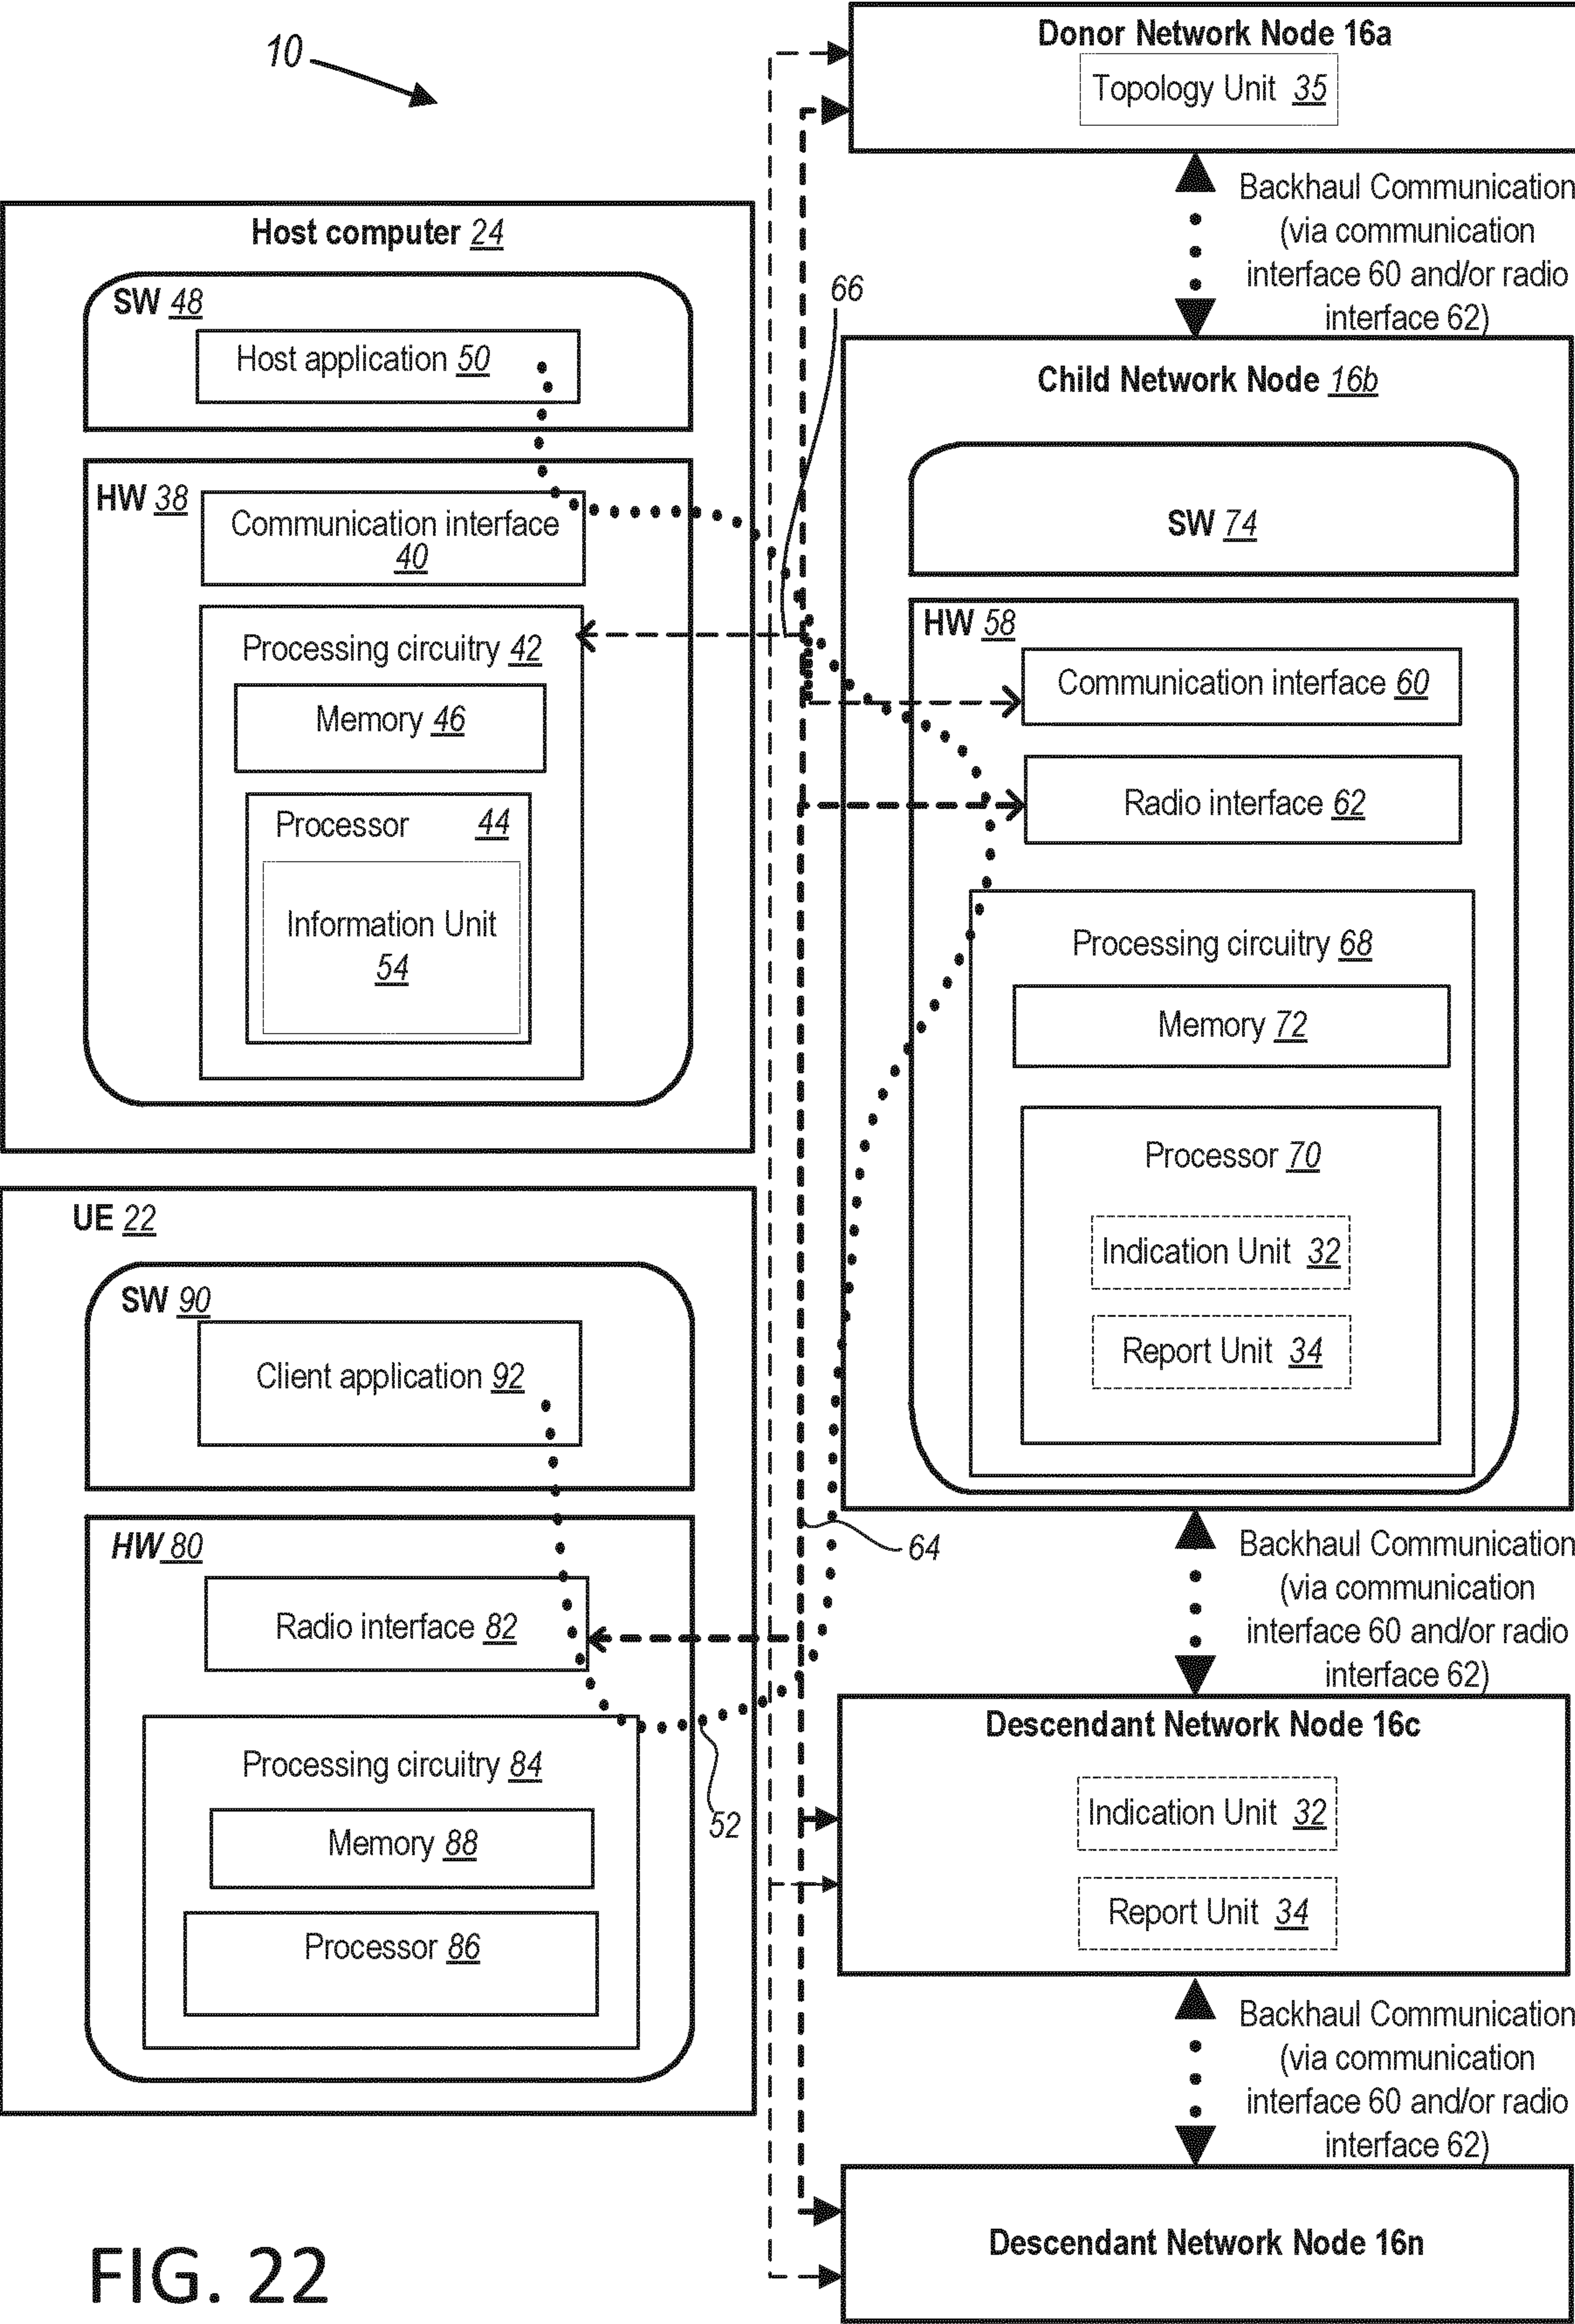 10
Host computer 24
SW 48
Host application 50
HW 38
Communication interface
40
Processing circuitry 42
Memory 46
Processor 44
Information Unit
54
UE 22
SW 90
Client application 92
HW 80
Radio interface 82
Processing circuitry 84
Memory 88
Processor 86
66
64
52
Donor Network Node 16a
Topology Unit 35
Backhaul Communication
(via communication
interface 60 and/or radio
interface 62)
Child Network Node 16b
SW 74
HW 58
Communication interface 60
Radio interface 62
Processing circuitry 68
Memory 72
Processor 70
Indication Unit 32
Report Unit 34
Backhaul Communication
(via communication
interface 60 and/or radio
interface 62)
Descendant Network Node 16c
Indication Unit 32
Report Unit 34
Backhaul Communication
(via communication
interface 60 and/or radio
interface 62)
Descendant Network Node 16n
FIG. 22